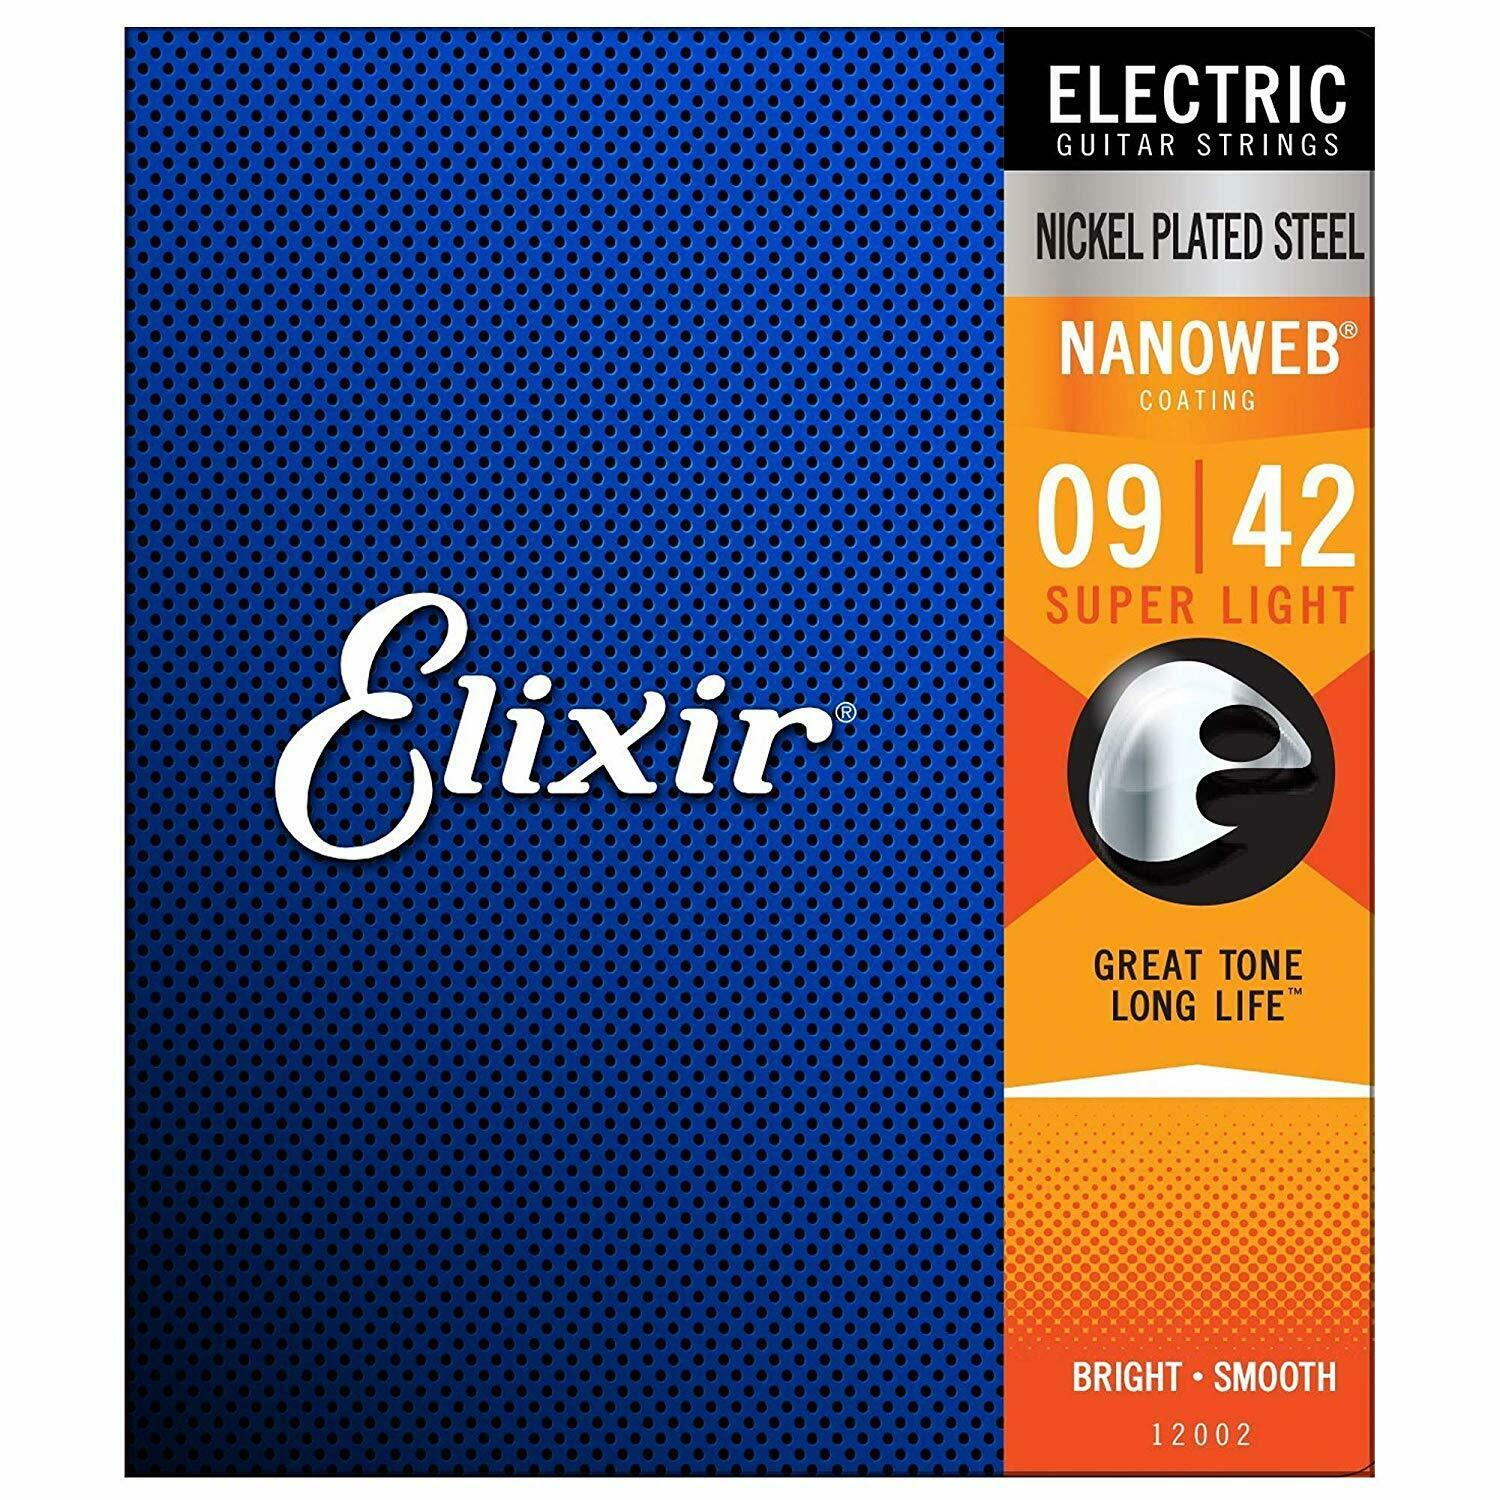 ELECTRIC
GUITAR STRINGS
NICKEL PLATED STEEL
NANOWEB®
COATING
09 | 42
SUPER LIGHT
Elixir®
e
GREAT TONE
LONG LIFE™
BRIGHT • SMOOTH
12002